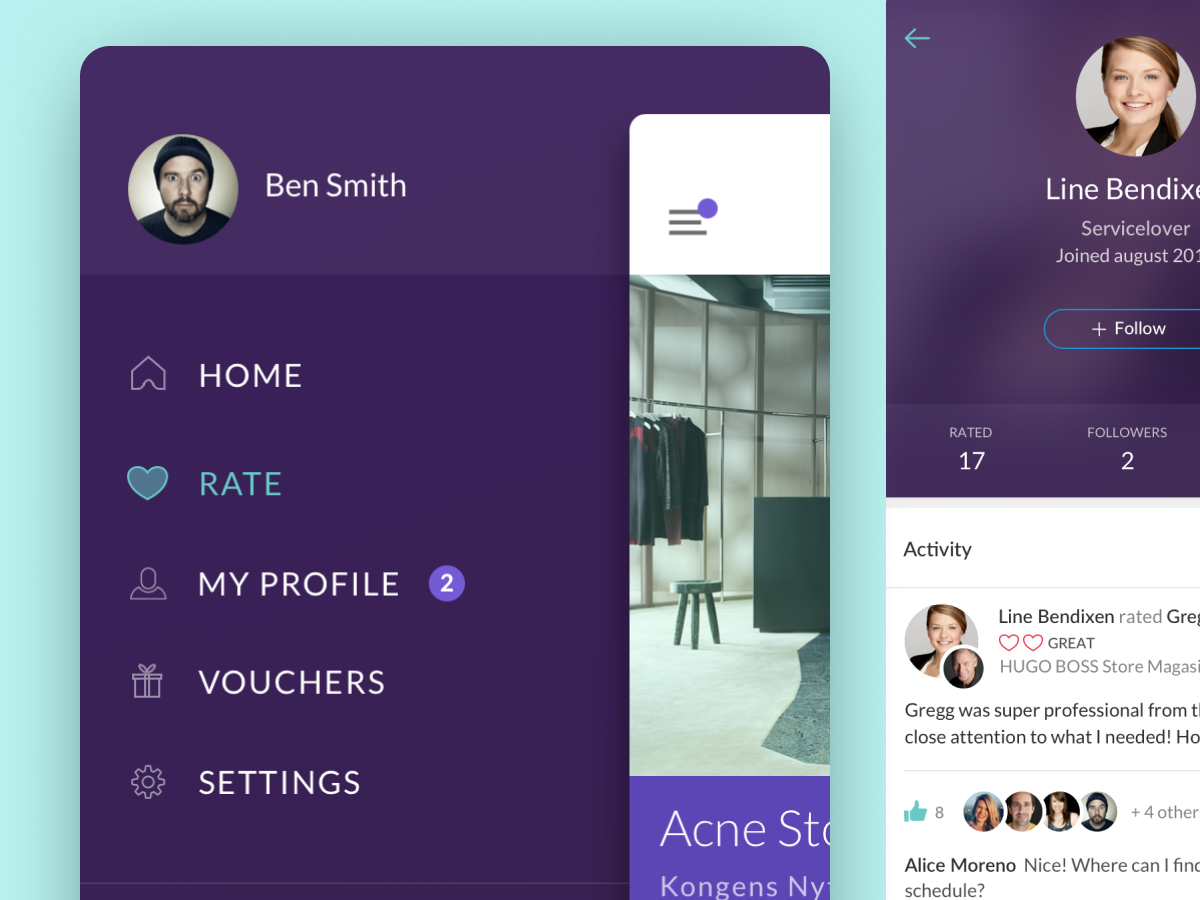 Ben Smith
HOME
RATE
MY PROFILE 2
VOUCHERS
SETTINGS
Acne Sto
Kongens Ny
Line Bendixe
Servicelover
Joined august 201
+ Follow
RATED
17
FOLLOWERS
2
Activity
Line Bendixen rated Greg
GREAT
HUGO BOSS Store Magasi
Gregg was super professional from t
close attention to what I needed! Ho
8 + 4 other
Alice Moreno Nice! Where can I find
schedule?